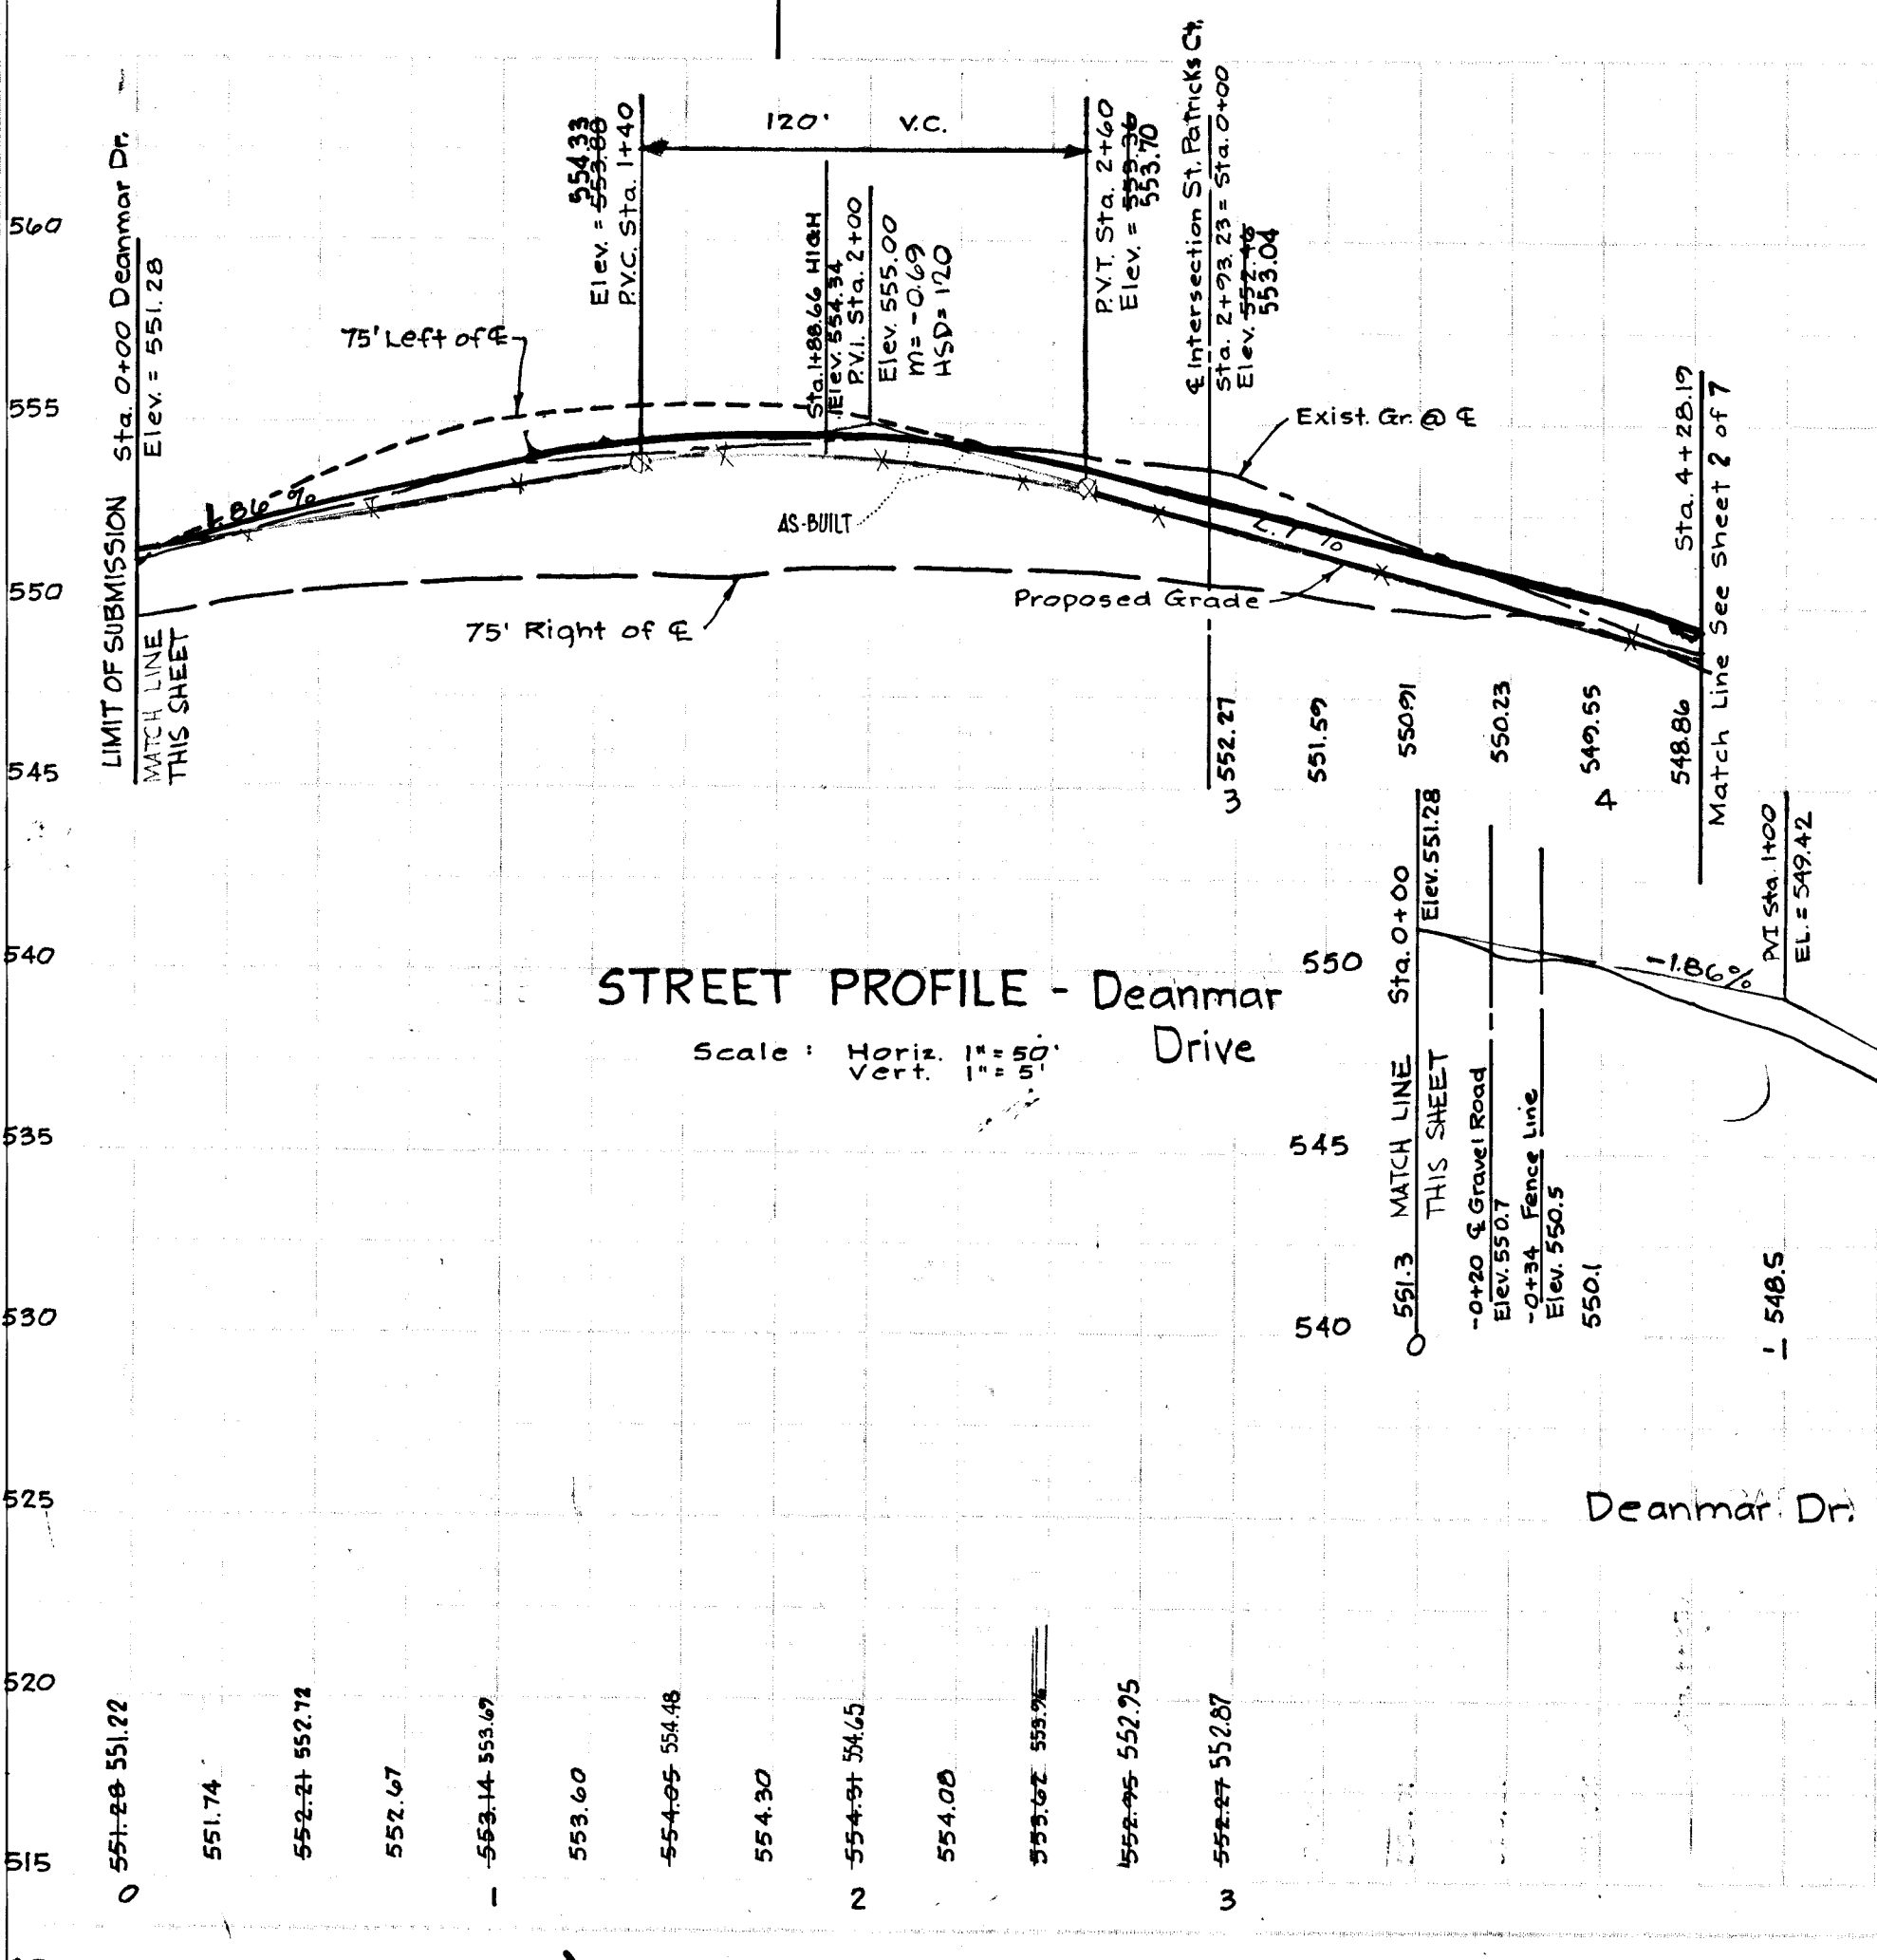 LIMIT OF SUBMISSION Sta. 0+00 Deanmar Dr.
Elev. = 551.28
MATCH LINE
THIS SHEET
560
555
550
545
540
535
530
525
520
515
554.33
Elev. = 553.88
P.V.C. Sta. 1+40
120' V.C.
Sta.1+88.66 HIGH
Elev. 554.34
P.V.I. Sta. 2+00
Elev. 555.00
m = -0.69
HSD = 120
P.V.T. Sta. 2+60
Elev. = 553.36
553.70
℄ Intersection St. Patricks Ct.
Sta. 2+93.23 = Sta. 0+00
Elev. 552.46
553.04
75' Left of ℄
1.86 %
AS-BUILT
75' Right of ℄
Exist. Gr. @ ℄
Proposed Grade
Sta. 4+28.19
Match Line See Sheet 2 of 7
552.27
551.59
550.91
550.23
549.55
548.86
3
4
STREET PROFILE - Deanmar
Drive
Scale : Horiz. 1" = 50'
Vert. 1" = 5'
550
545
540
Sta. 0+00
Elev. 551.28
551.3 MATCH LINE
THIS SHEET
-0+20 ℄ Gravel Road
Elev. 550.7
-0+34 Fence Line
Elev. 550.5
550.1
-1.86%
PVI Sta. 1+00
EL. = 549.42
-1 548.5
0
Deanmar Dr.
551.28 551.22
551.74
552.21 552.72
552.67
553.14 553.69
553.60
554.05 554.48
554.30
554.31 554.65
554.08
553.62 553.96
552.95 552.95
552.27 552.87
0
1
2
3